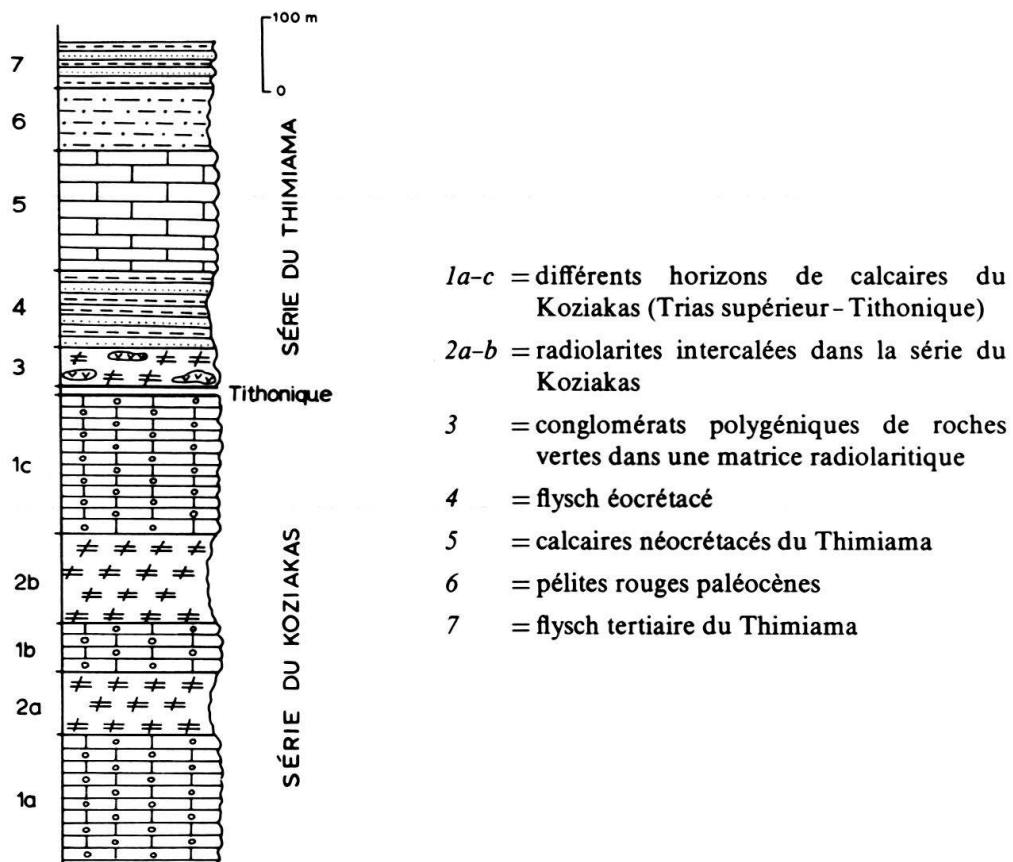 100 m
0
7
6
5
4
3
Tithonique
1c
2b
1b
2a
1a
SÉRIE DU THIMIAMA
SÉRIE DU KOZIAKAS
1a-c = différents horizons de calcaires du
Koziakas (Trias supérieur – Tithonique)
2a-b = radiolarites intercalées dans la série du
Koziakas
3 = conglomérats polygéniques de roches
vertes dans une matrice radiolaritique
4 = flysch éocrétacé
5 = calcaires néocrétacés du Thimiama
6 = pélites rouges paléocènes
7 = flysch tertiaire du Thimiama